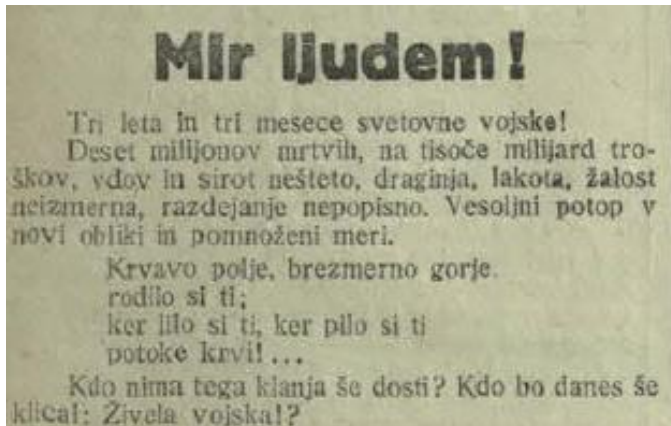 Mir ljudem!
Tri leta in tri mesece svetovne vojske!
Deset milijonov mrtvih, na tisoče milijard tro-
škov, vdov in sirot nešteto, draginja, lakota, žalost
neizmerna, razdejanje nepopisno. Vesoljni potop v
novi obliki in pomnoženi meri.
Krvavo polje, brezmerno gorje.
rodilo si ti;
ker lilo si ti, ker pilo si ti
potoke krvi!...
Kdo nima tega klanja še dosti? Kdo bo danes še
klical: Živela vojska!?